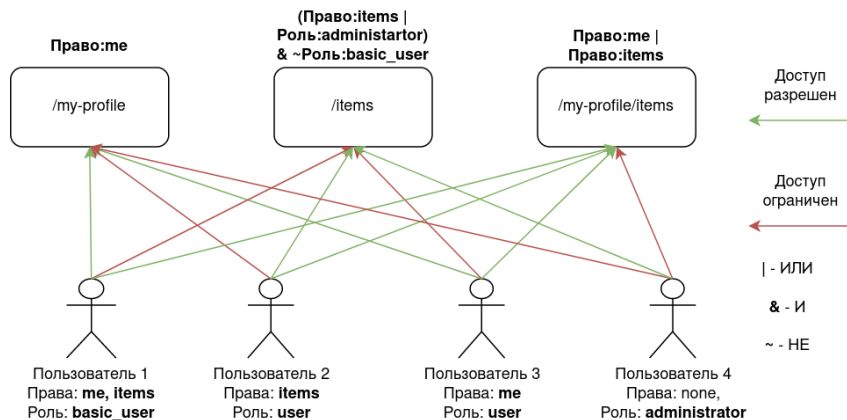 Право:me
(Право:items |
Роль:administartor)
& ~Роль:basic_user
Право:me |
Право:items
/my-profile
/items
/my-profile/items
Доступ
разрешен
Доступ
ограничен
| - ИЛИ
& - И
~ - НЕ
Пользователь 1
Права: me, items
Роль: basic_user
Пользователь 2
Права: items
Роль: user
Пользователь 3
Права: me
Роль: user
Пользователь 4
Права: none,
Роль: administrator